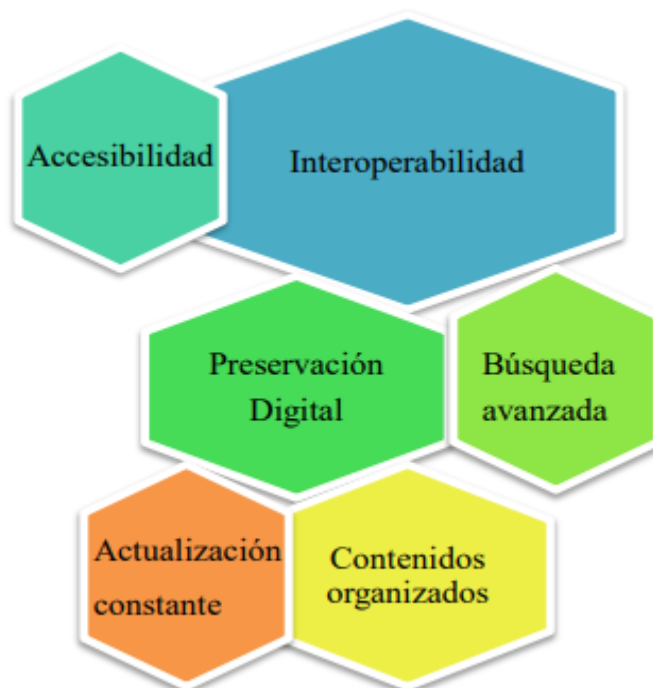 Accesibilidad
Interoperabilidad
Preservación
Digital
Búsqueda
avanzada
Actualización
constante
Contenidos
organizados